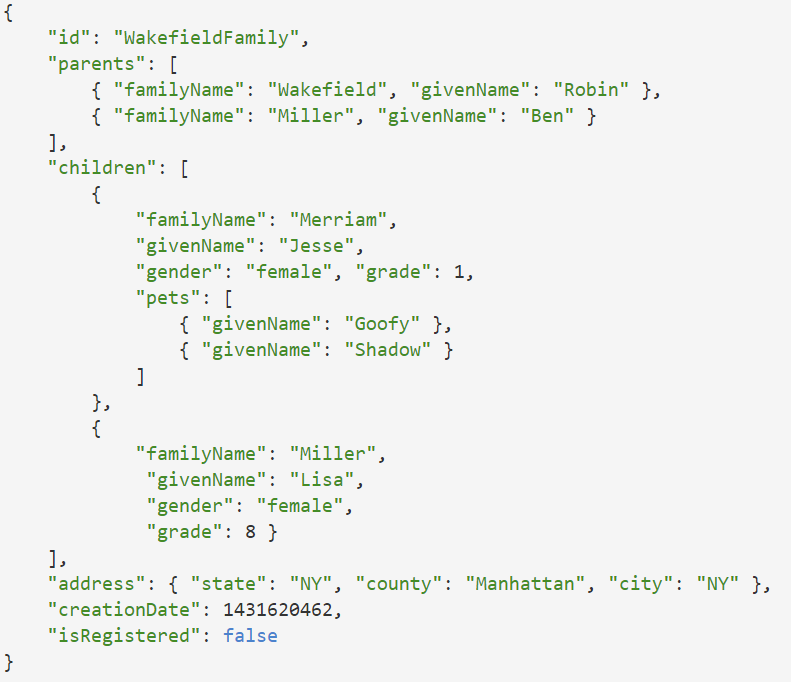 {
    "id": "WakefieldFamily",
    "parents": [
        { "familyName": "Wakefield", "givenName": "Robin" },
        { "familyName": "Miller", "givenName": "Ben" }
    ],
    "children": [
        {
            "familyName": "Merriam",
            "givenName": "Jesse",
            "gender": "female", "grade": 1,
            "pets": [
                { "givenName": "Goofy" },
                { "givenName": "Shadow" }
            ]
        },
        {
            "familyName": "Miller",
             "givenName": "Lisa",
             "gender": "female",
             "grade": 8 }
    ],
    "address": { "state": "NY", "county": "Manhattan", "city": "NY" },
    "creationDate": 1431620462,
    "isRegistered": false
}